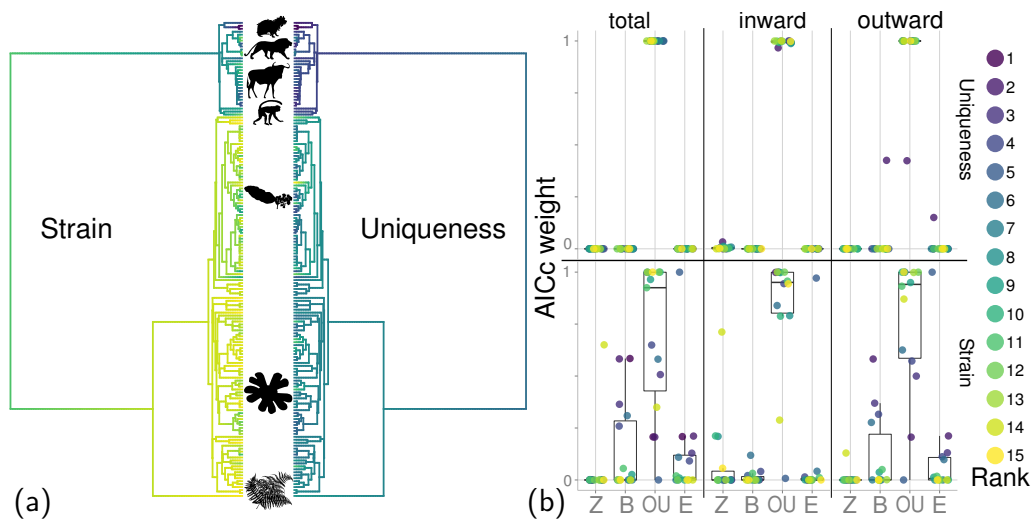 Strain
Uniqueness
(a)
total
inward
outward
AICc weight
1
0
1
0
Uniqueness
Strain
Z
B
OU
E
Z
B
OU
E
Z
B
OU
E
1
2
3
4
5
6
7
8
9
10
11
12
13
14
15
Rank
(b)